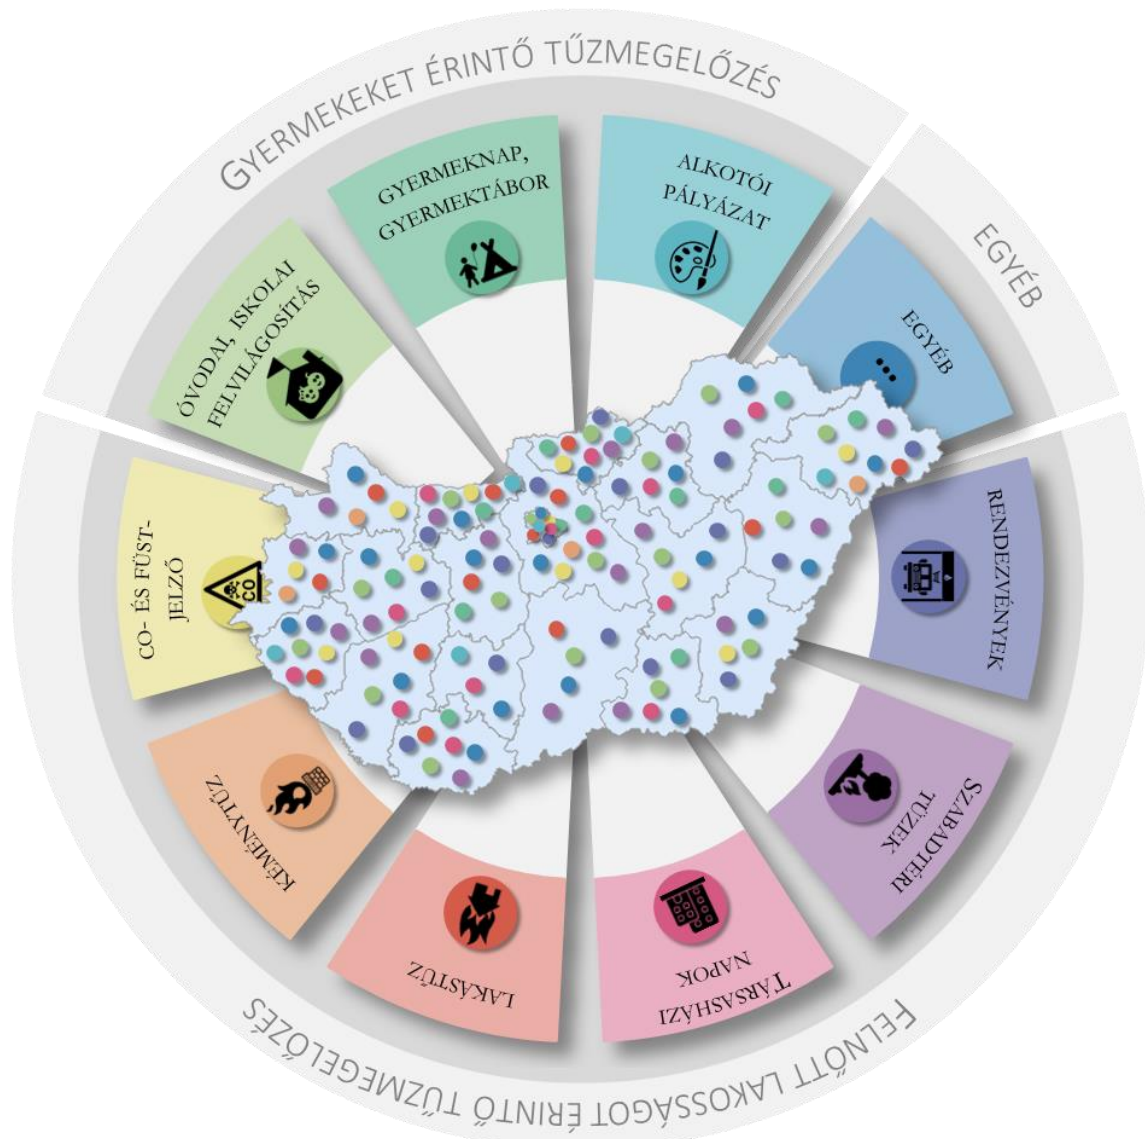 GYERMEKEKET ÉRINTŐ TŰZMEGELŐZÉS
ÓVODAI, ISKOLAI
FELVILÁGOSÍTÁS
GYERMEKNAP,
GYERMEKTÁBOR
ALKOTÓI
PÁLYÁZAT
EGYÉB
EGYÉB
RENDEZVÉNYEK
SZABADTÉRI
TÜZEK
TÁRSASHÁZI
NAPOK
LAKÁSTŰZ
KÉMÉNYTŰZ
CO- ÉS FÜST-
JELZŐ
CO
FELNŐTT LAKOSSÁGOT ÉRINTŐ TŰZMEGELŐZÉS